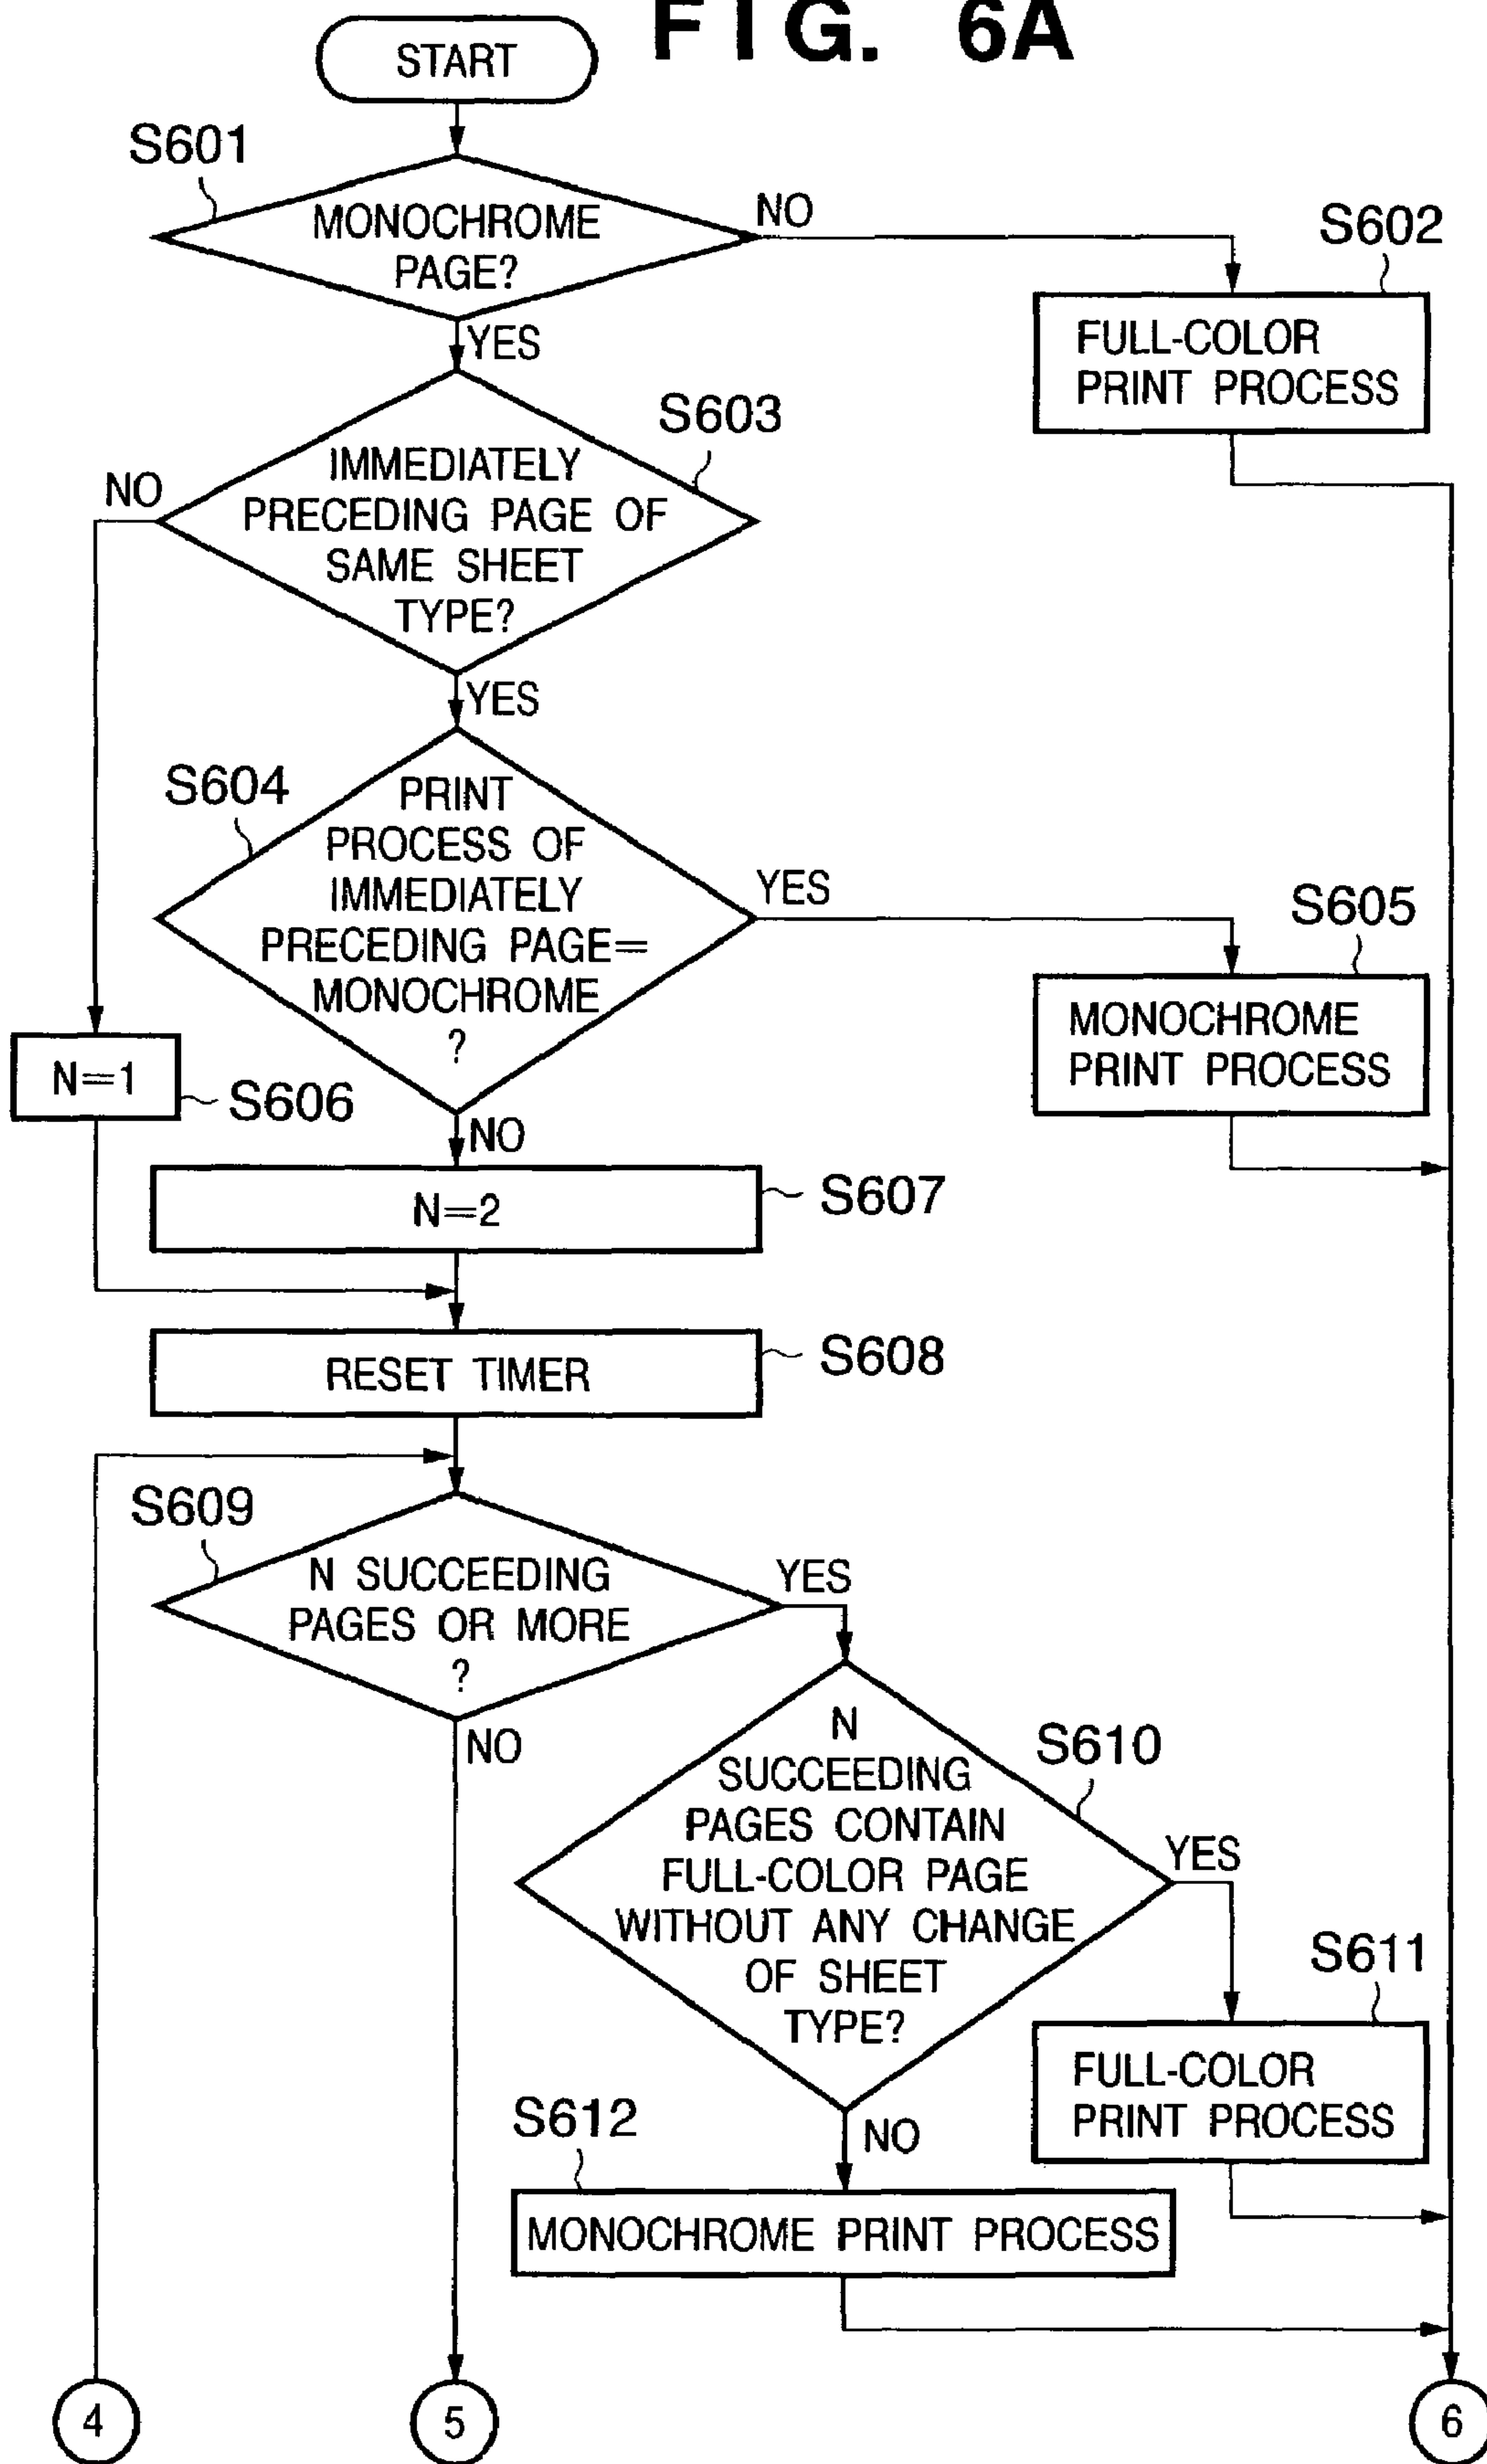 FIG. 6A
START
S601
MONOCHROME
PAGE?
NO
S602
FULL-COLOR
PRINT PROCESS
YES
S603
IMMEDIATELY
PRECEDING PAGE OF
SAME SHEET
TYPE?
NO
YES
S604
PRINT
PROCESS OF
IMMEDIATELY
PRECEDING PAGE=
MONOCHROME
?
YES
S605
MONOCHROME
PRINT PROCESS
N=1
S606
NO
N=2
S607
RESET TIMER
S608
S609
N SUCCEEDING
PAGES OR MORE
?
YES
NO
N
SUCCEEDING
PAGES CONTAIN
FULL-COLOR PAGE
WITHOUT ANY CHANGE
OF SHEET
TYPE?
S610
YES
S611
FULL-COLOR
PRINT PROCESS
NO
S612
MONOCHROME PRINT PROCESS
4
5
6